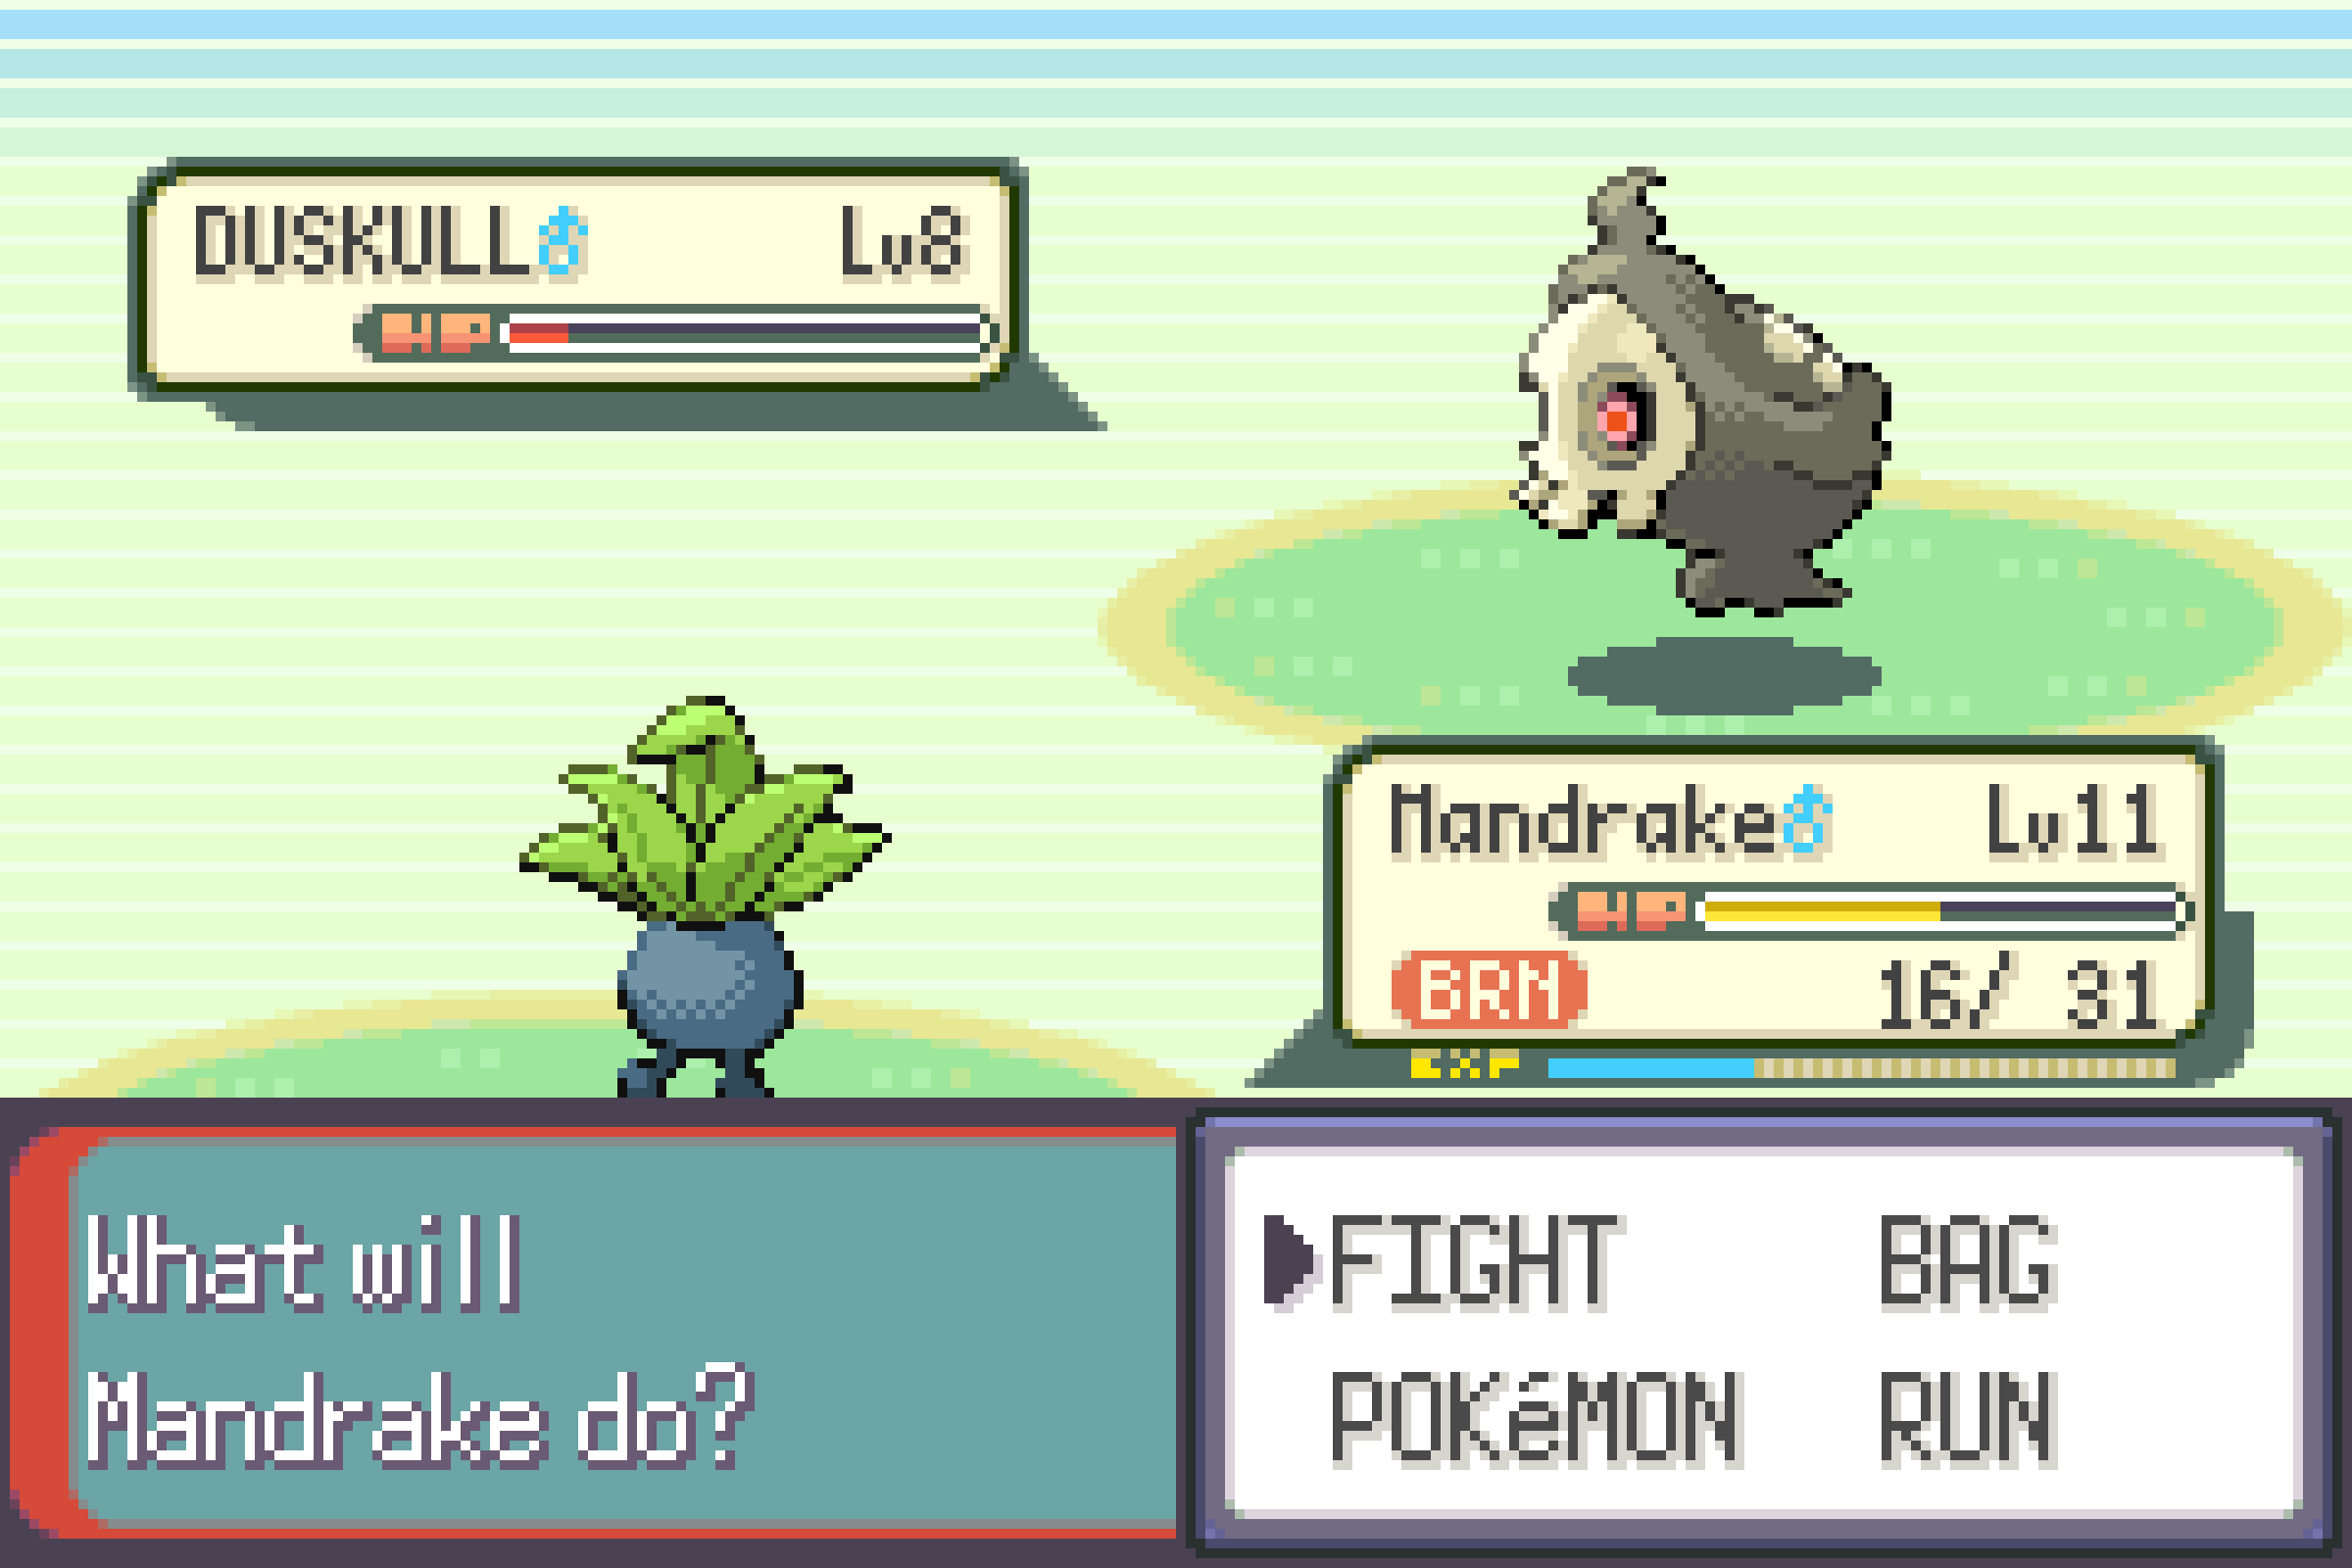 DUSKULL♂ Lv8
HP
Mandrake♂ Lv11
HP
BRN 16/ 31
EXP
What will
Mandrake do?
FIGHT BAG
POKéMON RUN